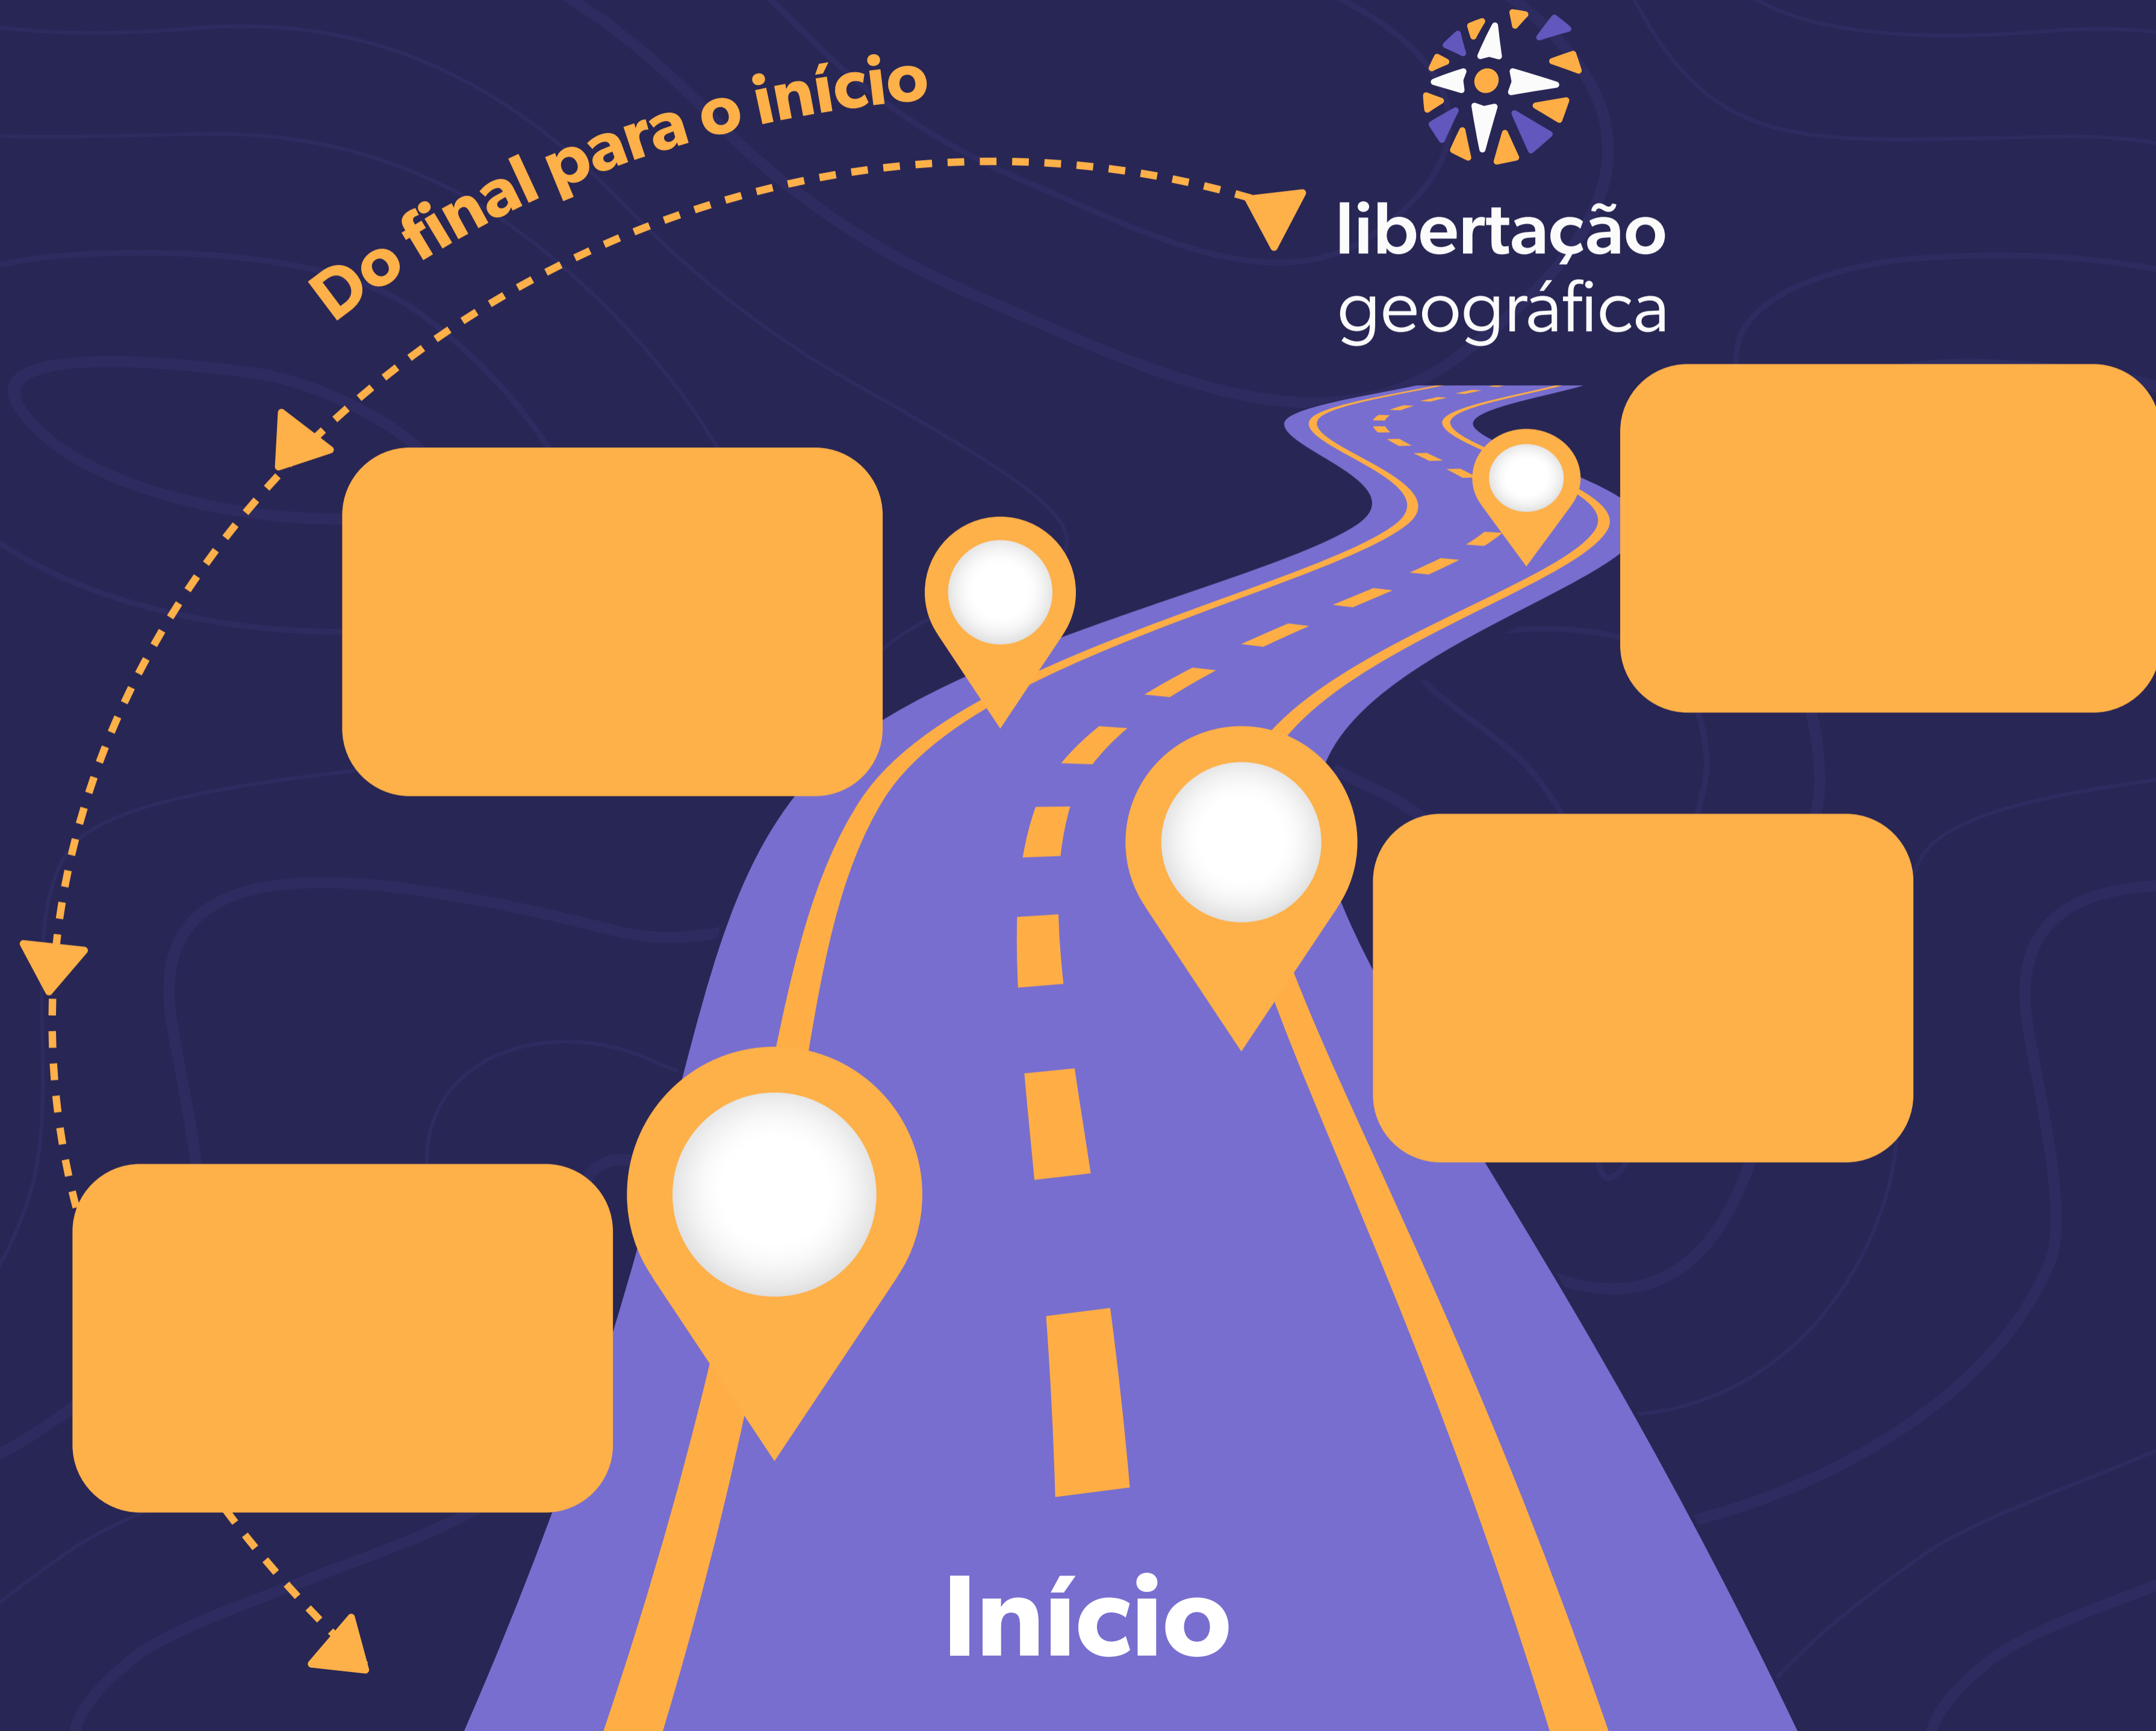 Do final para o início
libertação
geográfica
Início